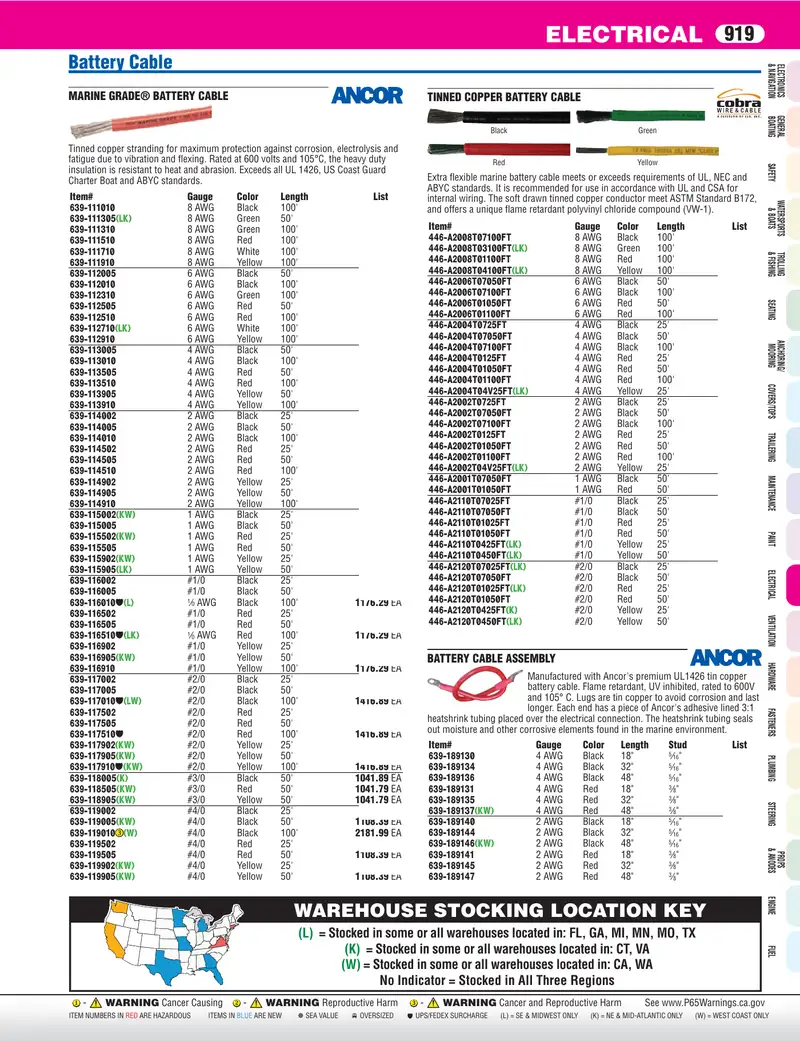 ELECTRICAL 919
Battery Cable
MARINE GRADE® BATTERY CABLE
ANCOR
Tinned copper stranding for maximum protection against corrosion, electrolysis and
fatigue due to vibration and flexing. Rated at 600 volts and 105°C, the heavy duty
insulation is resistant to heat and abrasion. Exceeds all UL 1426, US Coast Guard
Charter Boat and ABYC standards.
Item# Gauge Color Length List
639-111010 8 AWG Black 100'
639-111305(LK) 8 AWG Green 50'
639-111310 8 AWG Green 100'
639-111510 8 AWG Red 100'
639-111710 8 AWG White 100'
639-111910 8 AWG Yellow 100'
639-112005 6 AWG Black 50'
639-112010 6 AWG Black 100'
639-112310 6 AWG Green 100'
639-112505 6 AWG Red 50'
639-112510 6 AWG Red 100'
639-112710(LK) 6 AWG White 100'
639-112910 6 AWG Yellow 100'
639-113005 4 AWG Black 50'
639-113010 4 AWG Black 100'
639-113505 4 AWG Red 50'
639-113510 4 AWG Red 100'
639-113905 4 AWG Yellow 50'
639-113910 4 AWG Yellow 100'
639-114002 2 AWG Black 25'
639-114005 2 AWG Black 50'
639-114010 2 AWG Black 100'
639-114502 2 AWG Red 25'
639-114505 2 AWG Red 50'
639-114510 2 AWG Red 100'
639-114902 2 AWG Yellow 25'
639-114905 2 AWG Yellow 50'
639-114910 2 AWG Yellow 100'
639-115002(KW) 1 AWG Black 25'
639-115005 1 AWG Black 50'
639-115502(KW) 1 AWG Red 25'
639-115505 1 AWG Red 50'
639-115902(KW) 1 AWG Yellow 25'
639-115905(LK) 1 AWG Yellow 50'
639-116002 #1/0 Black 25'
639-116005 #1/0 Black 50'
639-116010(L) 1/0 AWG Black 100' 1176.29 EA
639-116502 #1/0 Red 25'
639-116505 #1/0 Red 50'
639-116510(LK) 1/0 AWG Red 100' 1176.29 EA
639-116902 #1/0 Yellow 25'
639-116905(KW) #1/0 Yellow 50'
639-116910 #1/0 Yellow 100' 1176.29 EA
639-117002 #2/0 Black 25'
639-117005 #2/0 Black 50'
639-117010(LW) #2/0 Black 100' 1416.89 EA
639-117502 #2/0 Red 25'
639-117505 #2/0 Red 50'
639-117510 #2/0 Red 100' 1416.89 EA
639-117902(KW) #2/0 Yellow 25'
639-117905(KW) #2/0 Yellow 50'
639-117910(KW) #2/0 Yellow 100' 1416.89 EA
639-118005(K) #3/0 Black 50' 1041.89 EA
639-118505(KW) #3/0 Red 50' 1041.79 EA
639-118905(KW) #3/0 Yellow 50' 1041.79 EA
639-119002 #4/0 Black 25'
639-119005(KW) #4/0 Black 50' 1108.39 EA
639-119010 3 (W) #4/0 Black 100' 2181.99 EA
639-119502 #4/0 Red 25'
639-119505 #4/0 Red 50' 1108.39 EA
639-119902(KW) #4/0 Yellow 25'
639-119905(KW) #4/0 Yellow 50' 1108.39 EA
TINNED COPPER BATTERY CABLE
cobra
WIRE & CABLE
Black Green
Red Yellow
Extra flexible marine battery cable meets or exceeds requirements of UL, NEC and
ABYC standards. It is recommended for use in accordance with UL and CSA for
internal wiring. The soft drawn tinned copper conductor meet ASTM Standard B172,
and offers a unique flame retardant polyvinyl chloride compound (VW-1).
Item# Gauge Color Length List
446-A2008T07100FT 8 AWG Black 100'
446-A2008T03100FT(LK) 8 AWG Green 100'
446-A2008T01100FT 8 AWG Red 100'
446-A2008T04100FT(LK) 8 AWG Yellow 100'
446-A2006T07050FT 6 AWG Black 50'
446-A2006T07100FT 6 AWG Black 100'
446-A2006T01050FT 6 AWG Red 50'
446-A2006T01100FT 6 AWG Red 100'
446-A2004T0725FT 4 AWG Black 25'
446-A2004T07050FT 4 AWG Black 50'
446-A2004T07100FT 4 AWG Black 100'
446-A2004T0125FT 4 AWG Red 25'
446-A2004T01050FT 4 AWG Red 50'
446-A2004T01100FT 4 AWG Red 100'
446-A2004T04V25FT(LK) 4 AWG Yellow 25'
446-A2002T0725FT 2 AWG Black 25'
446-A2002T07050FT 2 AWG Black 50'
446-A2002T07100FT 2 AWG Black 100'
446-A2002T0125FT 2 AWG Red 25'
446-A2002T01050FT 2 AWG Red 50'
446-A2002T01100FT 2 AWG Red 100'
446-A2002T04V25FT(LK) 2 AWG Yellow 25'
446-A2001T07050FT 1 AWG Black 50'
446-A2001T01050FT 1 AWG Red 50'
446-A2110T07025FT #1/0 Black 25'
446-A2110T07050FT #1/0 Black 50'
446-A2110T01025FT #1/0 Red 25'
446-A2110T01050FT #1/0 Red 50'
446-A2110T0425FT(LK) #1/0 Yellow 25'
446-A2110T0450FT(LK) #1/0 Yellow 50'
446-A2120T07025FT(LK) #2/0 Black 25'
446-A2120T07050FT #2/0 Black 50'
446-A2120T01025FT(LK) #2/0 Red 25'
446-A2120T01050FT #2/0 Red 50'
446-A2120T0425FT(K) #2/0 Yellow 25'
446-A2120T0450FT(LK) #2/0 Yellow 50'
BATTERY CABLE ASSEMBLY
ANCOR
Manufactured with Ancor's premium UL1426 tin copper
battery cable. Flame retardant, UV inhibited, rated to 600V
and 105° C. Lugs are tin copper to avoid corrosion and last
longer. Each end has a piece of Ancor's adhesive lined 3:1
heatshrink tubing placed over the electrical connection. The heatshrink tubing seals
out moisture and other corrosive elements found in the marine environment.
Item# Gauge Color Length Stud List
639-189130 4 AWG Black 18" 5/16"
639-189134 4 AWG Black 32" 5/16"
639-189136 4 AWG Black 48" 5/16"
639-189131 4 AWG Red 18" 3/8"
639-189135 4 AWG Red 32" 3/8"
639-189137(KW) 4 AWG Red 48" 3/8"
639-189140 2 AWG Black 18" 5/16"
639-189144 2 AWG Black 32" 5/16"
639-189146(KW) 2 AWG Black 48" 5/16"
639-189141 2 AWG Red 18" 3/8"
639-189145 2 AWG Red 32" 3/8"
639-189147 2 AWG Red 48" 3/8"
ELECTRONICS
& NAVIGATION
GENERAL
BOATING
SAFETY
WATERSPORTS
& BOATS
TROLLING
& FISHING
SEATING
ANCHORING/
MOORING
COVERS/TOPS
TRAILERING
MAINTENANCE
PAINT
ELECTRICAL
VENTILATION
HARDWARE
FASTENERS
PLUMBING
STEERING
PROPS
& ANODES
ENGINE
FUEL
WAREHOUSE STOCKING LOCATION KEY
(L) = Stocked in some or all warehouses located in: FL, GA, MI, MN, MO, TX
(K) = Stocked in some or all warehouses located in: CT, VA
(W) = Stocked in some or all warehouses located in: CA, WA
No Indicator = Stocked in All Three Regions
1 - WARNING Cancer Causing 2 - WARNING Reproductive Harm 3 - WARNING Cancer and Reproductive Harm See www.P65Warnings.ca.gov
ITEM NUMBERS IN RED ARE HAZARDOUS ITEMS IN BLUE ARE NEW SEA VALUE OVERSIZED UPS/FEDEX SURCHARGE (L) = SE & MIDWEST ONLY (K) = NE & MID-ATLANTIC ONLY (W) = WEST COAST ONLY